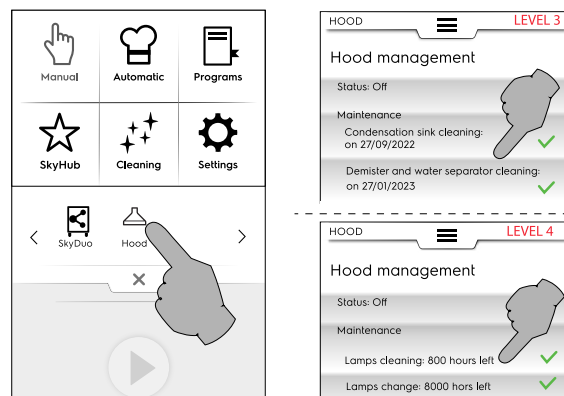 Manual
Automatic
Programs
SkyHub
Cleaning
Settings
SkyDuo
Hood
HOOD
LEVEL 3
Hood management
Status: Off
Maintenance
Condensation sink cleaning:
on 27/09/2022
Demister and water separator cleaning:
on 27/01/2023
HOOD
LEVEL 4
Hood management
Status: Off
Maintenance
Lamps cleaning: 800 hours left
Lamps change: 8000 hors left